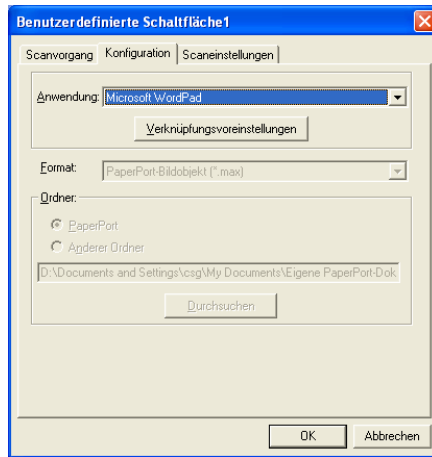 Benutzerdefinierte Schaltfläche1
Scanvorgang Konfiguration Scaneinstellungen
Anwendung: Microsoft WordPad
Verknüpfungsvoreinstellungen
Format: PaperPort-Bildobjekt (*.max)
Ordner:
PaperPort
Anderer Ordner
D:\Documents and Settings\csg\My Documents\Eigene PaperPort-Dok
Durchsuchen
OK Abbrechen